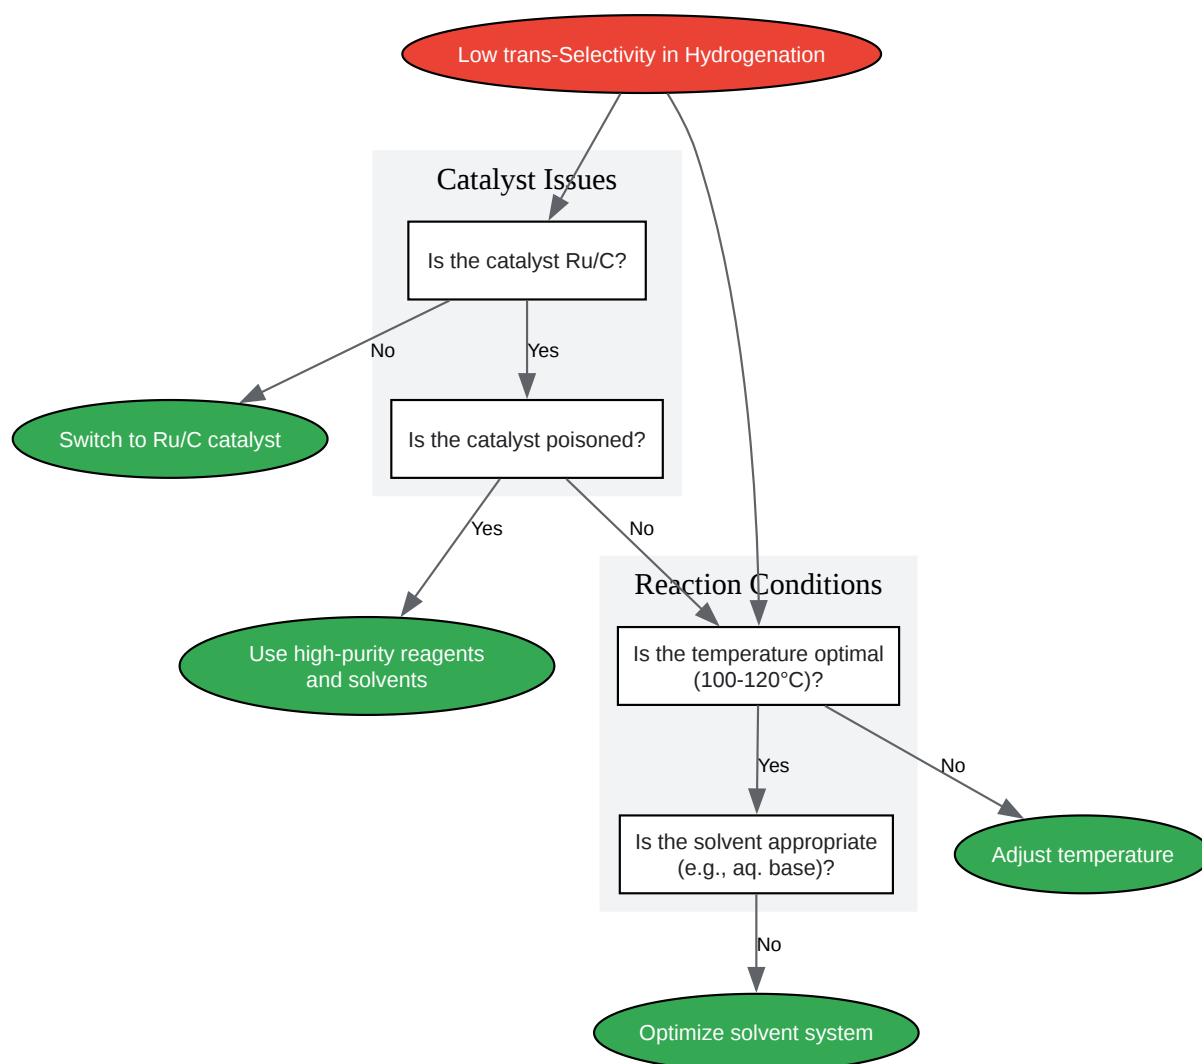 Low trans-Selectivity in Hydrogenation
Catalyst Issues
Is the catalyst Ru/C?
No
Yes
Switch to Ru/C catalyst
Is the catalyst poisoned?
Yes
No
Reaction Conditions
Use high-purity reagents
and solvents
Is the temperature optimal
(100-120°C)?
Yes
No
Is the solvent appropriate
(e.g., aq. base)?
Adjust temperature
No
Optimize solvent system